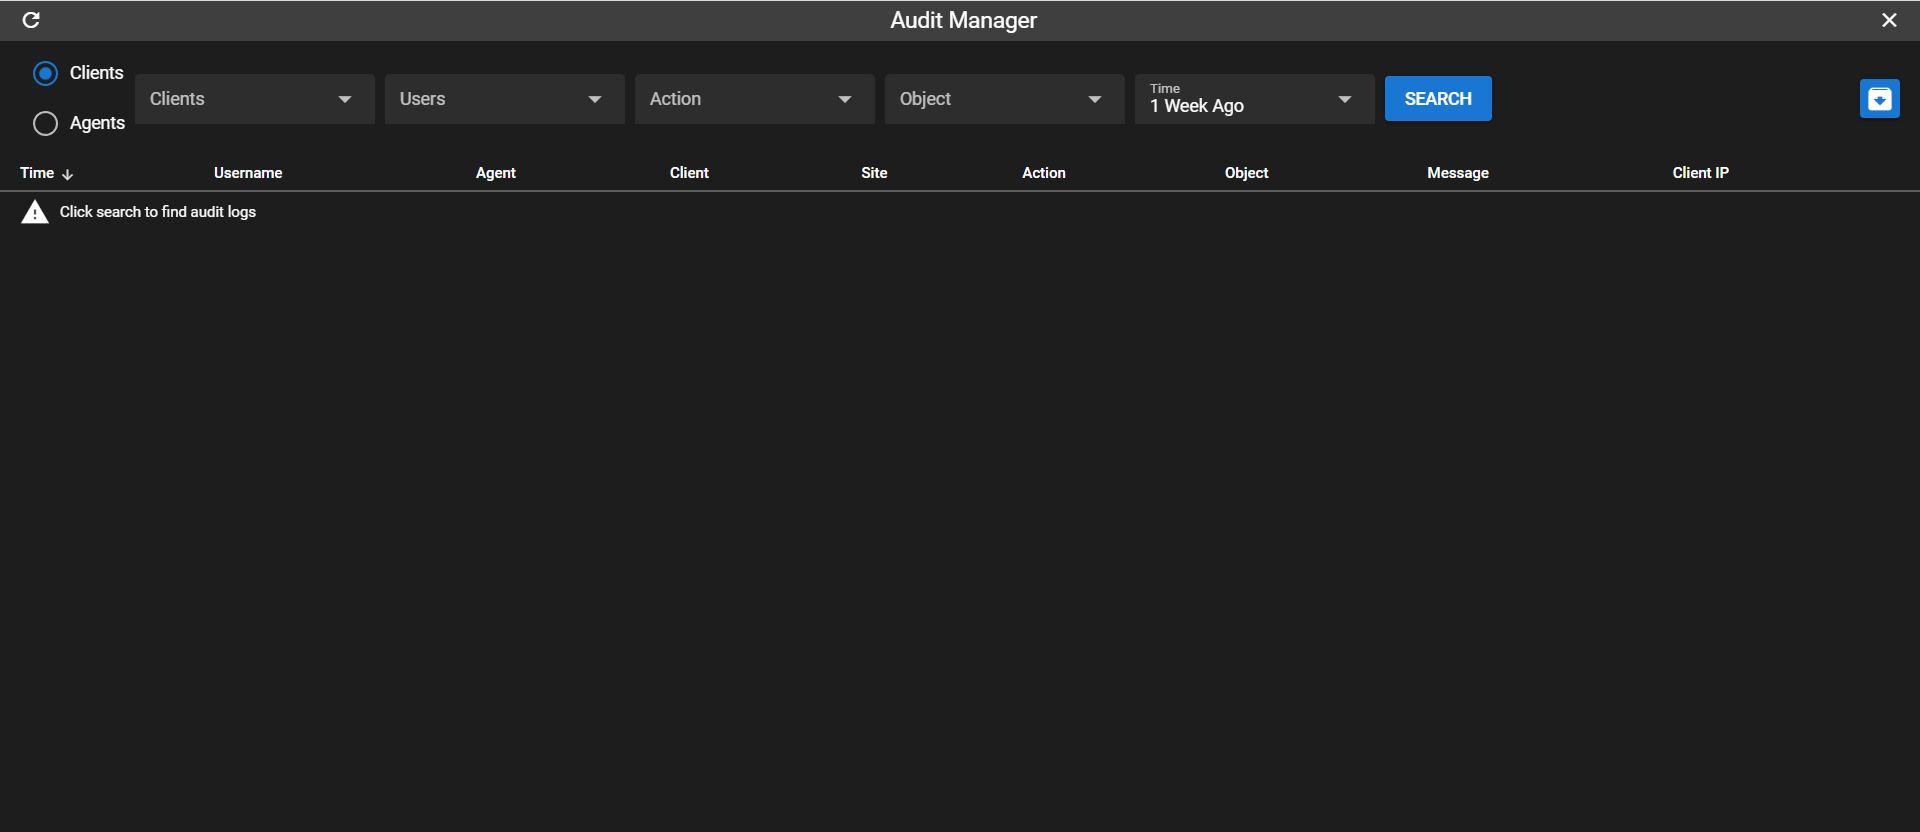 Audit Manager
Clients
Agents
Clients
Users
Action
Object
Time
1 Week Ago
SEARCH
Time Username Agent Client Site Action Object Message Client IP
Click search to find audit logs